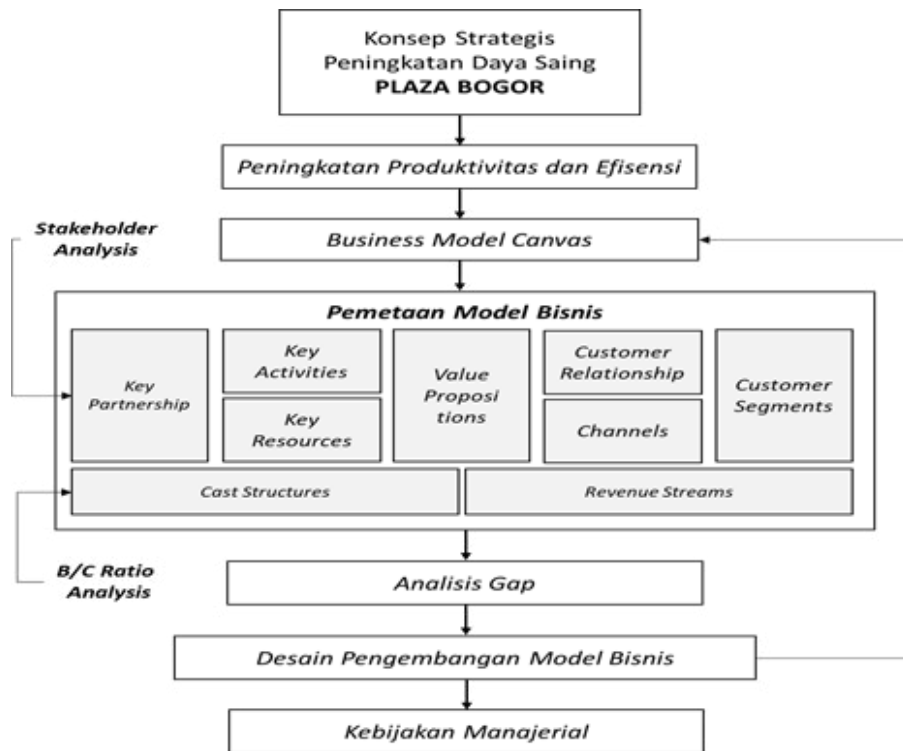 Konsep Strategis
Peningkatan Daya Saing
PLAZA BOGOR
Peningkatan Produktivitas dan Efisensi
Stakeholder
Analysis
Business Model Canvas
Pemetaan Model Bisnis
Key
Partnership
Key
Activities
Key
Resources
Value
Proposi
tions
Customer
Relationship
Channels
Customer
Segments
Cast Structures
Revenue Streams
B/C Ratio
Analysis
Analisis Gap
Desain Pengembangan Model Bisnis
Kebijakan Manajerial